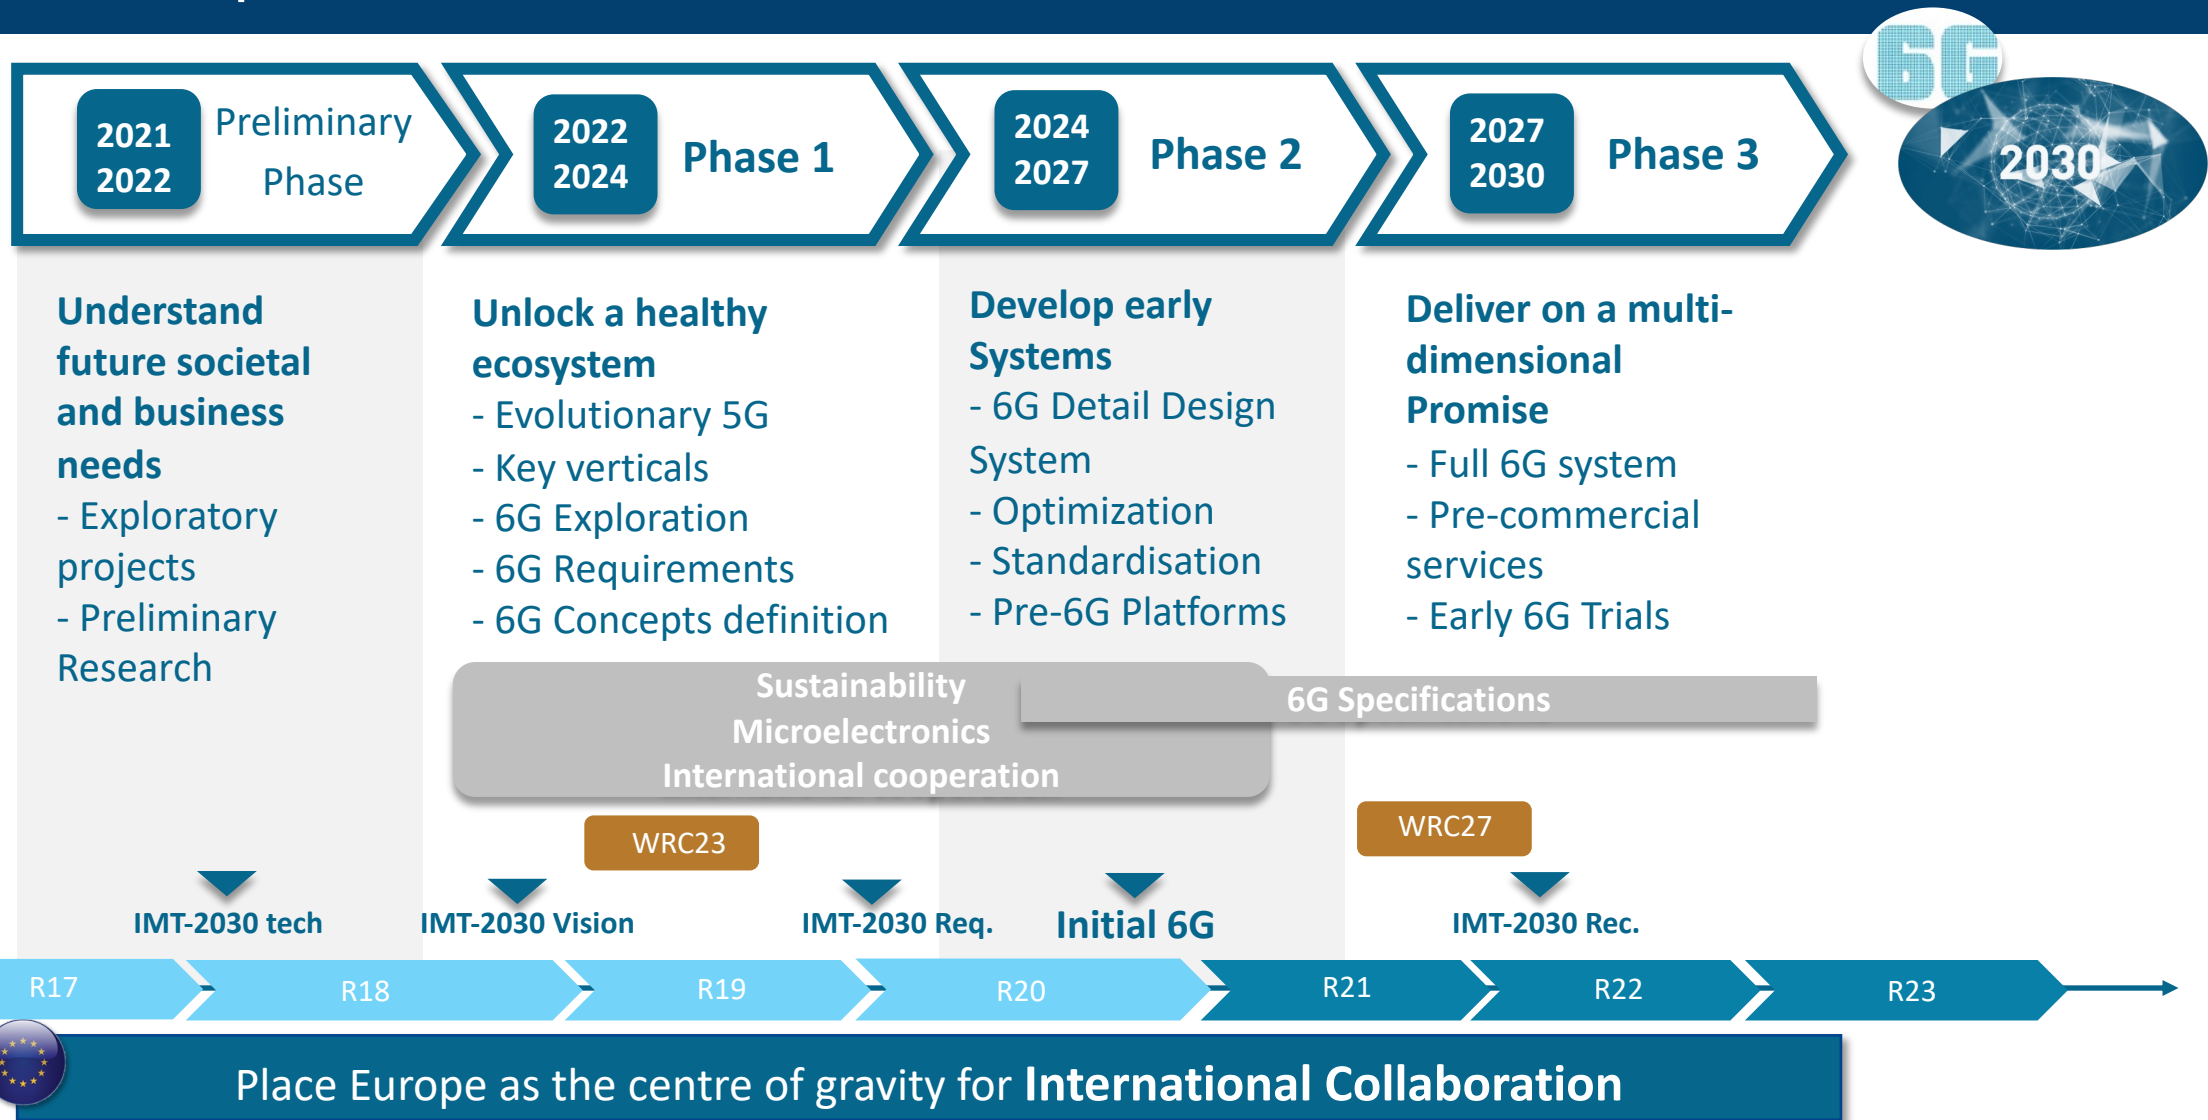 6G
2021
2022
Preliminary
Phase
2022
2024
Phase 1
2024
2027
Phase 2
2027
2030
Phase 3
2030
Understand
future societal
and business
needs
- Exploratory
projects
- Preliminary
Research
Unlock a healthy
ecosystem
- Evolutionary 5G
- Key verticals
- 6G Exploration
- 6G Requirements
- 6G Concepts definition
Develop early
Systems
- 6G Detail Design
System
- Optimization
- Standardisation
- Pre-6G Platforms
Deliver on a multi-
dimensional
Promise
- Full 6G system
- Pre-commercial
services
- Early 6G Trials
Sustainability
Microelectronics
International cooperation
6G Specifications
WRC23
WRC27
IMT-2030 tech
IMT-2030 Vision
IMT-2030 Req.
Initial 6G
IMT-2030 Rec.
R17
R18
R19
R20
R21
R22
R23
Place Europe as the centre of gravity for International Collaboration